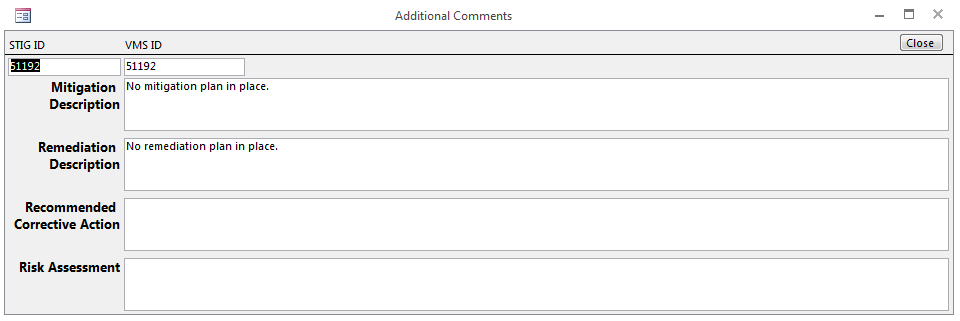 Additional Comments
STIG ID VMS ID Close
51192 51192
Mitigation
Description
No mitigation plan in place.
Remediation
Description
No remediation plan in place.
Recommended
Corrective Action
Risk Assessment